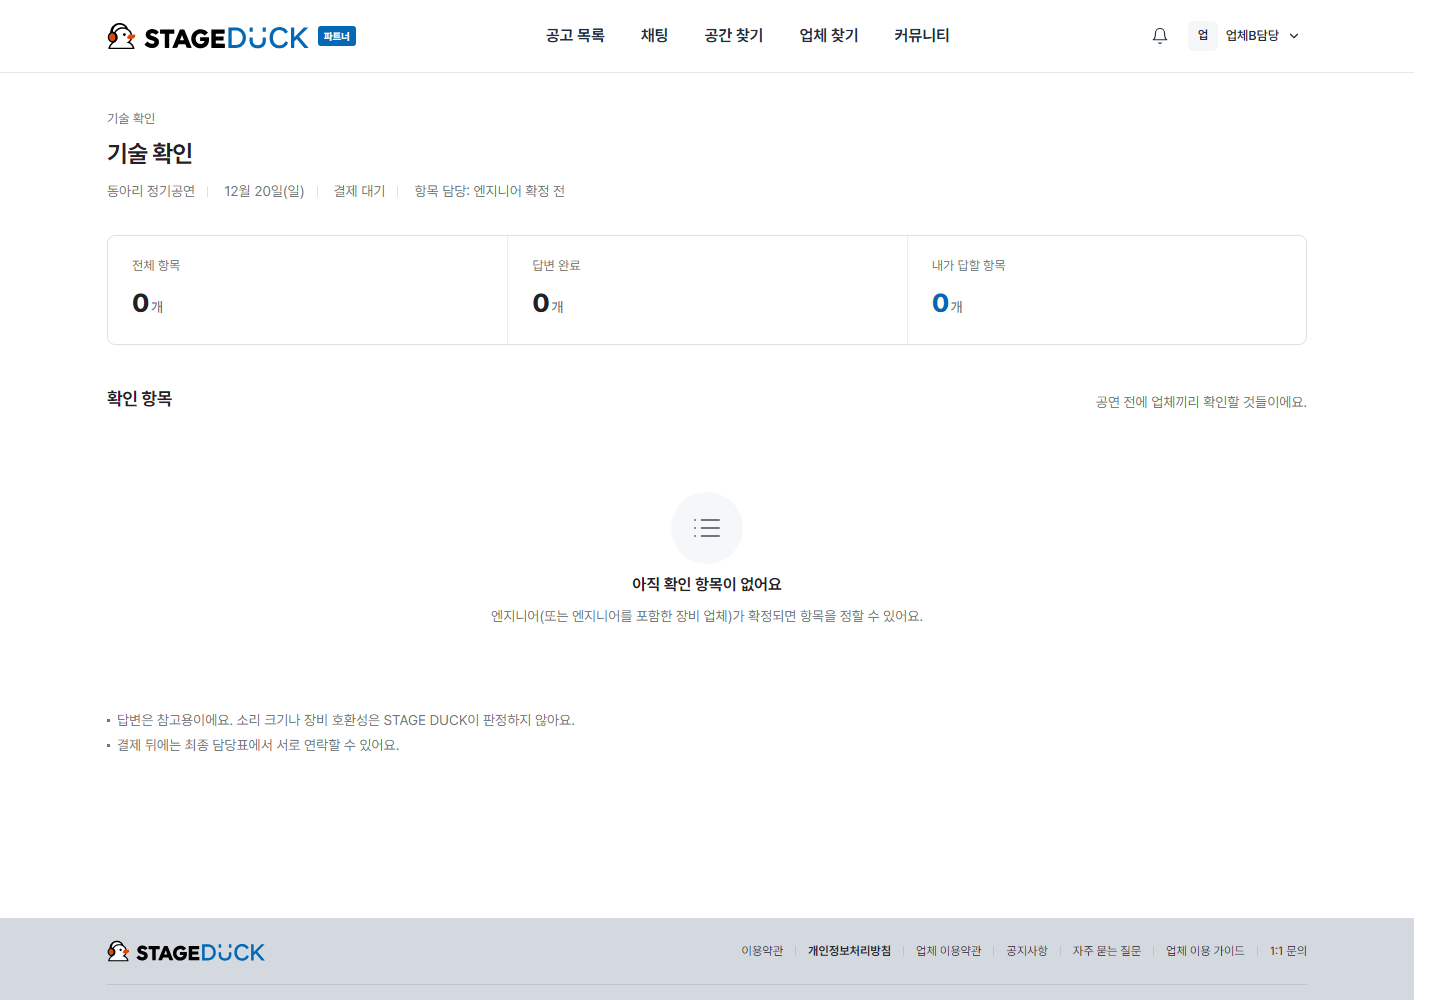 STAGEDUCK 파트너
공고 목록 채팅 공간 찾기 업체 찾기 커뮤니티
업 업체B담당
기술 확인
기술 확인
동아리 정기공연 12월 20일(일) 결제 대기 항목 담당: 엔지니어 확정 전
전체 항목 답변 완료 내가 답할 항목
0개 0개 0개
확인 항목
공연 전에 업체끼리 확인할 것들이에요.
아직 확인 항목이 없어요
엔지니어(또는 엔지니어를 포함한 장비 업체)가 확정되면 항목을 정할 수 있어요.
답변은 참고용이에요. 소리 크기나 장비 호환성은 STAGE DUCK이 판정하지 않아요.
결제 뒤에는 최종 담당표에서 서로 연락할 수 있어요.
STAGEDUCK
이용약관 개인정보처리방침 업체 이용약관 공지사항 자주 묻는 질문 업체 이용 가이드 1:1 문의